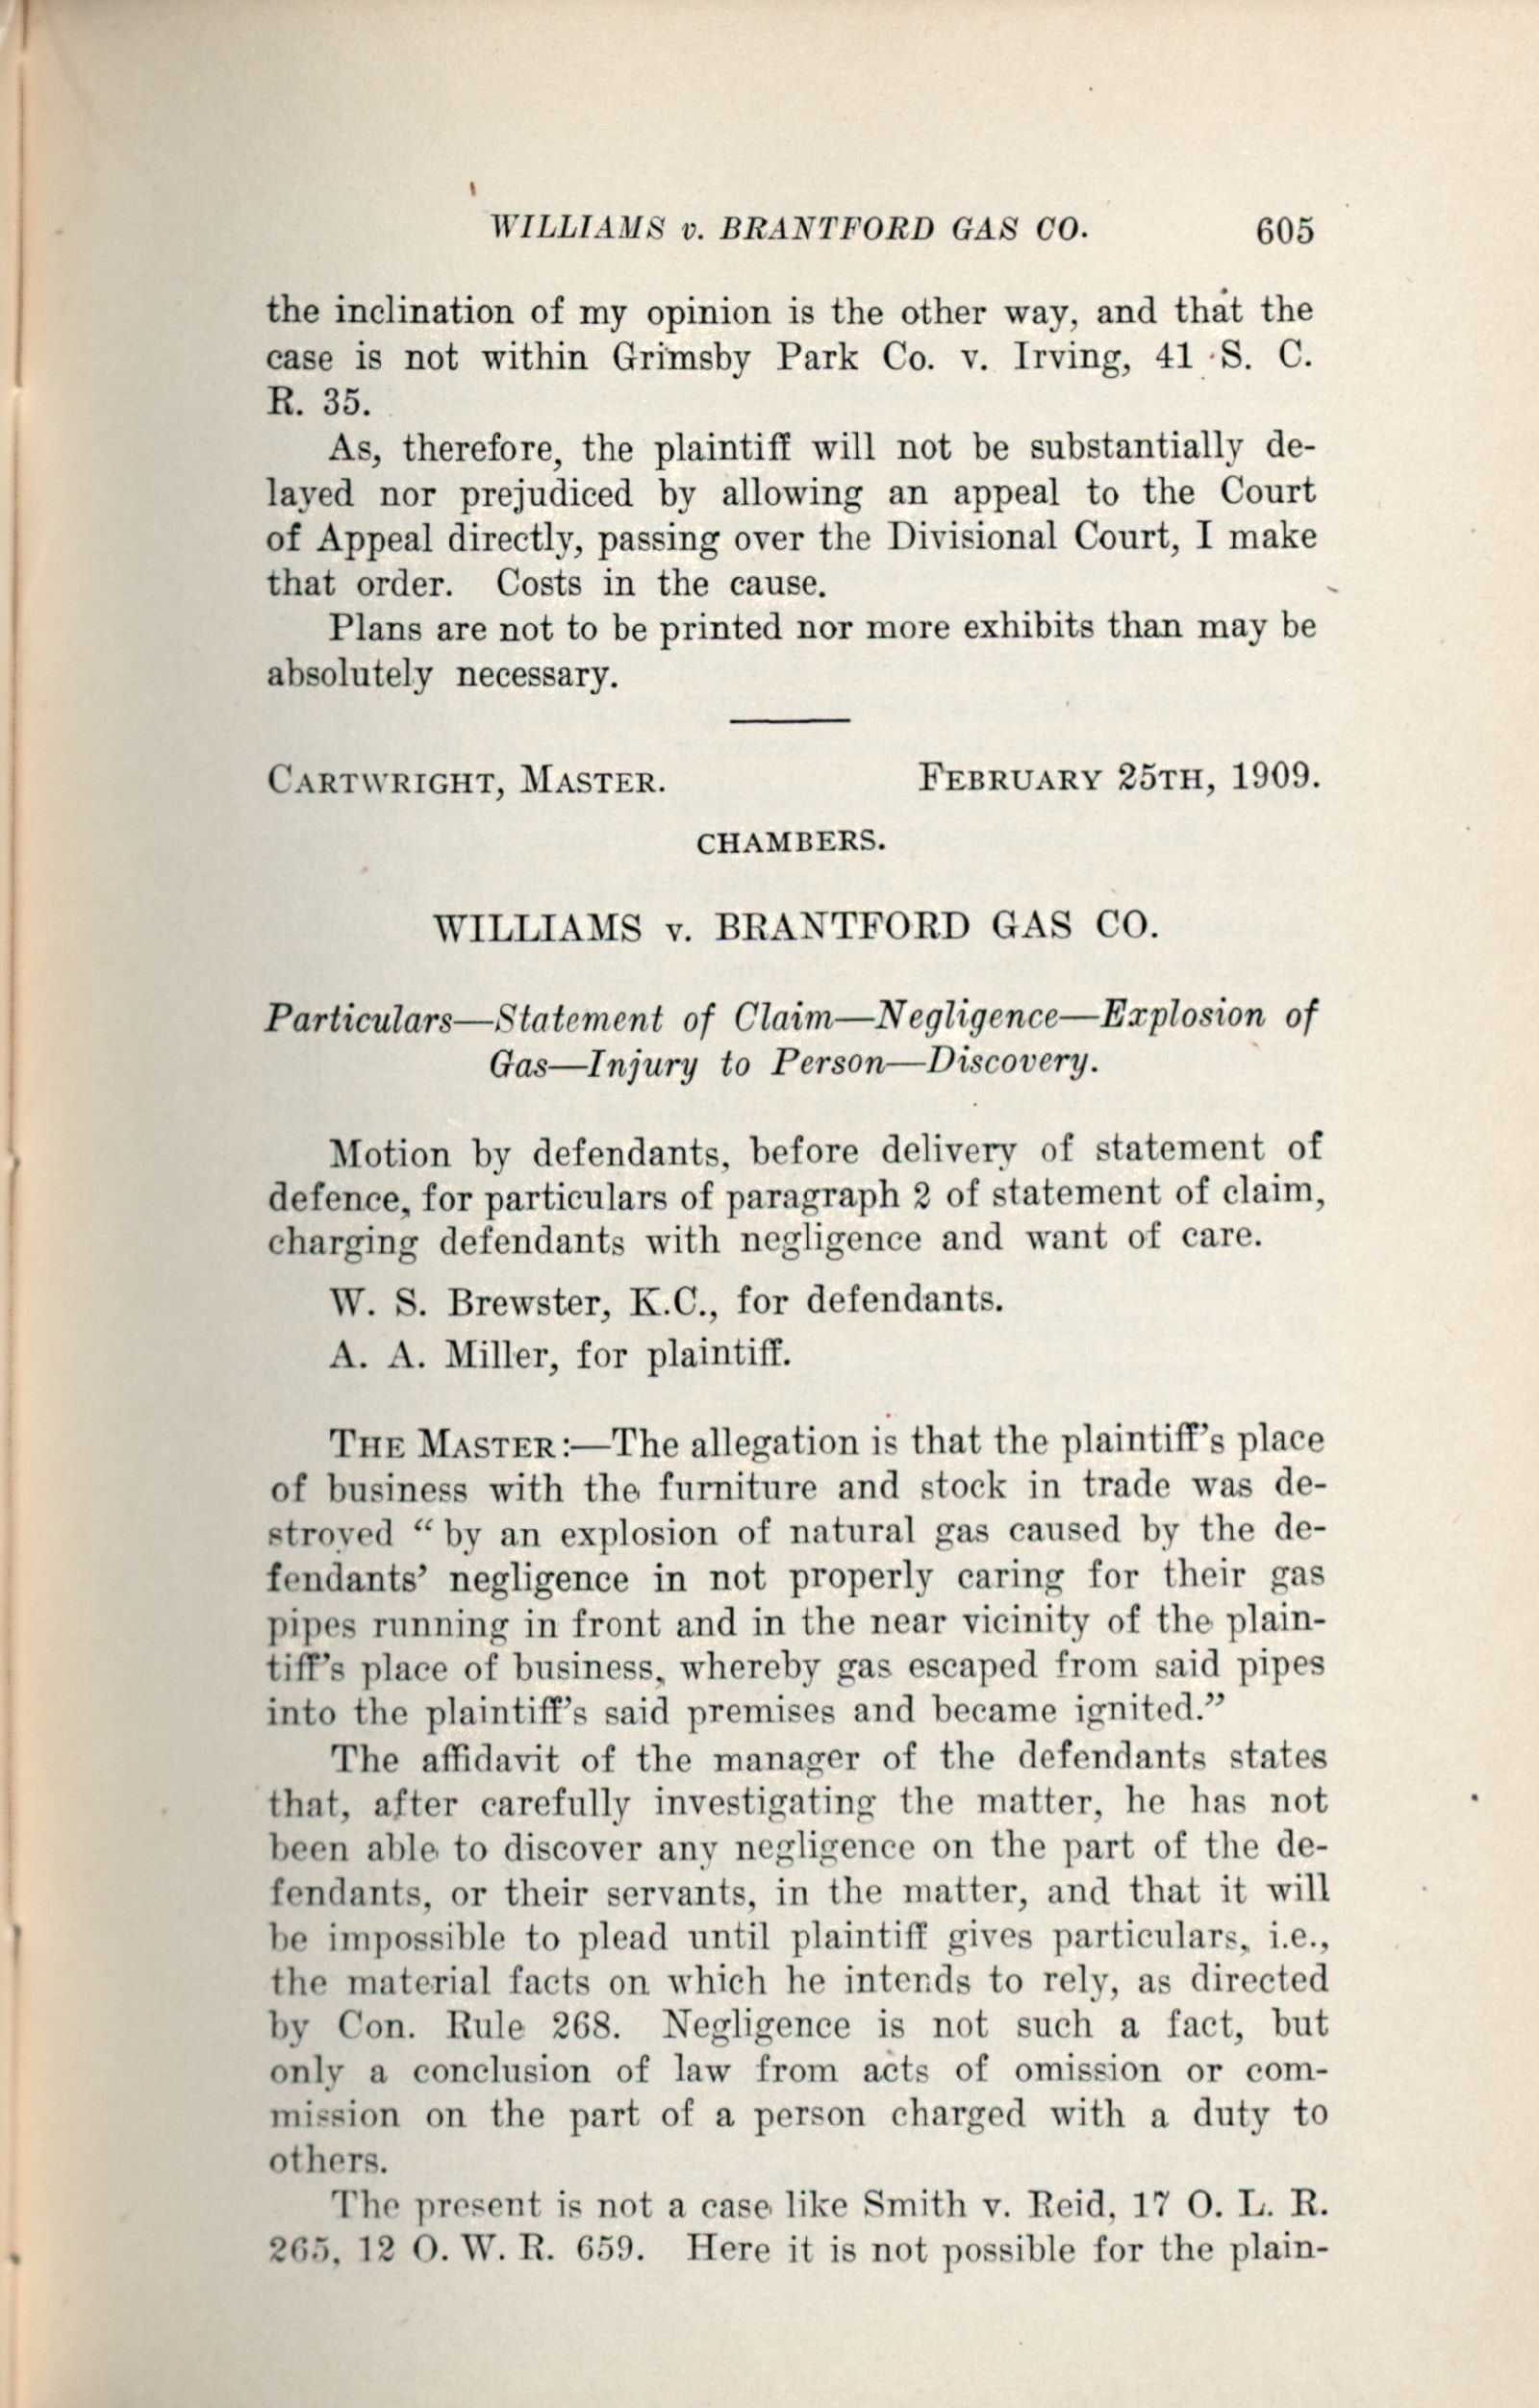 WILLIAMS v. BRANTFORD GAS CO. 605
the inclination of my opinion is the other way, and that the
case is not within Grimsby Park Co. v. Irving, 41 S. C.
R. 35.
As, therefore, the plaintiff will not be substantially de-
layed nor prejudiced by allowing an appeal to the Court
of Appeal directly, passing over the Divisional Court, I make
that order. Costs in the cause.
Plans are not to be printed nor more exhibits than may be
absolutely necessary.
CARTWRIGHT, MASTER. FEBRUARY 25TH, 1909.
CHAMBERS.
WILLIAMS v. BRANTFORD GAS CO.
Particulars—Statement of Claim—Negligence—Explosion of
Gas—Injury to Person—Discovery.
Motion by defendants, before delivery of statement of
defence, for particulars of paragraph 2 of statement of claim,
charging defendants with negligence and want of care.
W. S. Brewster, K.C., for defendants.
A. A. Miller, for plaintiff.
THE MASTER:—The allegation is that the plaintiff's place
of business with the furniture and stock in trade was de-
stroyed “by an explosion of natural gas caused by the de-
fendants' negligence in not properly caring for their gas
pipes running in front and in the near vicinity of the plain-
tiff's place of business, whereby gas escaped from said pipes
into the plaintiff's said premises and became ignited.”
The affidavit of the manager of the defendants states
that, after carefully investigating the matter, he has not
been able to discover any negligence on the part of the de-
fendants, or their servants, in the matter, and that it will
be impossible to plead until plaintiff gives particulars, i.e.,
the material facts on which he intends to rely, as directed
by Con. Rule 268. Negligence is not such a fact, but
only a conclusion of law from acts of omission or com-
mission on the part of a person charged with a duty to
others.
The present is not a case like Smith v. Reid, 17 O. L. R.
265, 12 O. W. R. 659. Here it is not possible for the plain-